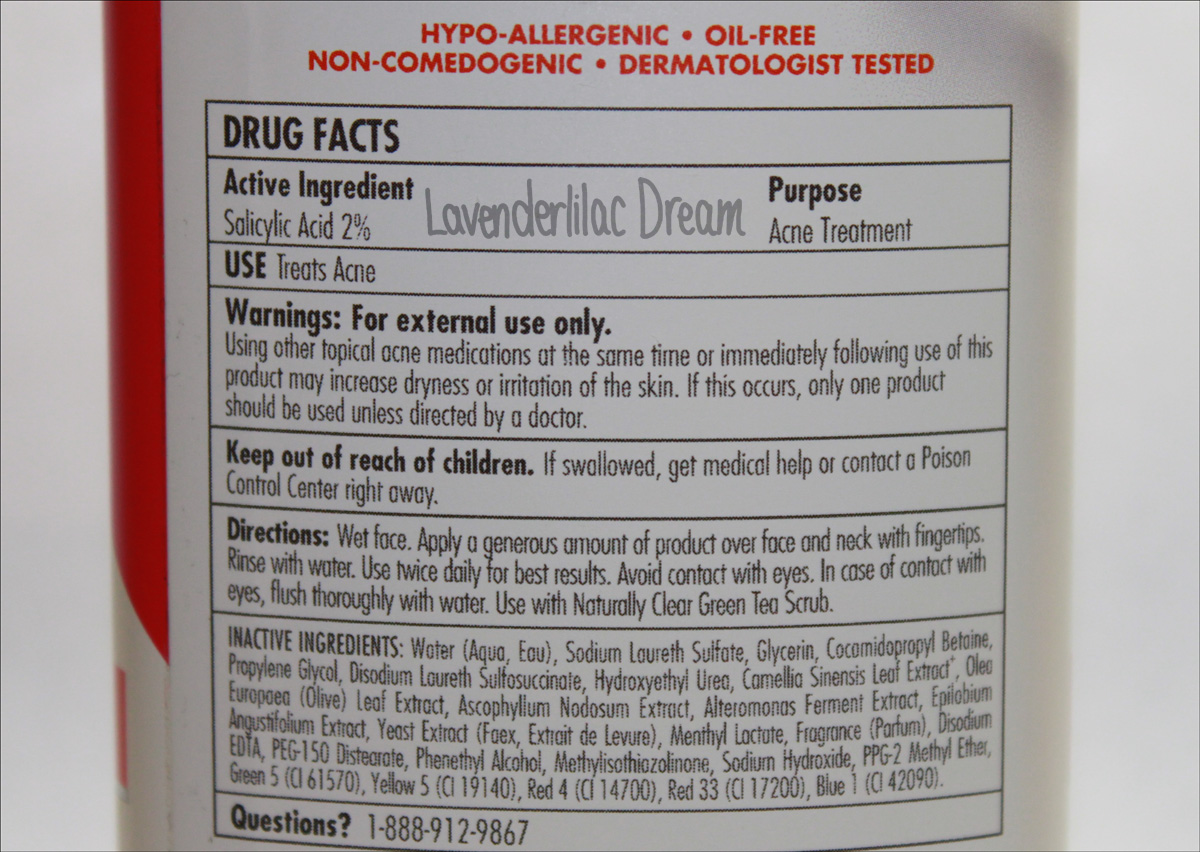 HYPO-ALLERGENIC • OIL-FREE
NON-COMEDOGENIC • DERMATOLOGIST TESTED
DRUG FACTS
Active Ingredient
Salicylic Acid 2%
Lavenderlilac Dream
Purpose
Acne Treatment
USE Treats Acne
Warnings: For external use only.
Using other topical acne medications at the same time or immediately following use of this
product may increase dryness or irritation of the skin. If this occurs, only one product
should be used unless directed by a doctor.
Keep out of reach of children. If swallowed, get medical help or contact a Poison
Control Center right away.
Directions: Wet face. Apply a generous amount of product over face and neck with fingertips.
Rinse with water. Use twice daily for best results. Avoid contact with eyes. In case of contact with
eyes, flush thoroughly with water. Use with Naturally Clear Green Tea Scrub.
INACTIVE INGREDIENTS: Water (Aqua, Eau), Sodium Laureth Sulfate, Glycerin, Cocamidopropyl Betaine,
Propylene Glycol, Disodium Laureth Sulfosuccinate, Hydroxyethyl Urea, Camellia Sinensis Leaf Extract⁺, Olea
Europaea (Olive) Leaf Extract, Ascophyllum Nodosum Extract, Alteromonas Ferment Extract, Epilobium
Angustifolium Extract, Yeast Extract (Faex, Extrait de Levure), Menthyl Lactate, Fragrance (Parfum), Disodium
EDTA, PEG-150 Distearate, Phenethyl Alcohol, Methylisothiazolinone, Sodium Hydroxide, PPG-2 Methyl Ether,
Green 5 (CI 61570), Yellow 5 (CI 19140), Red 4 (CI 14700), Red 33 (CI 17200), Blue 1 (CI 42090).
Questions? 1-888-912-9867